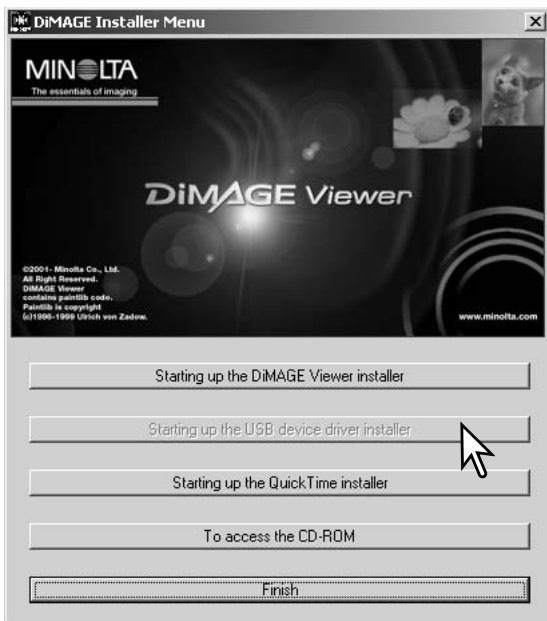 DiMAGE Installer Menu
MINOLTA
The essentials of imaging
DiMAGE Viewer
©2001- Minolta Co., Ltd.
All Right Reserved.
DiMAGE Viewer
contains paintlib code.
Paintlib is copyright
(c)1996-1999 Ulrich von Zadow.
www.minolta.com
Starting up the DiMAGE Viewer installer
Starting up the USB device driver installer
Starting up the QuickTime installer
To access the CD-ROM
Finish